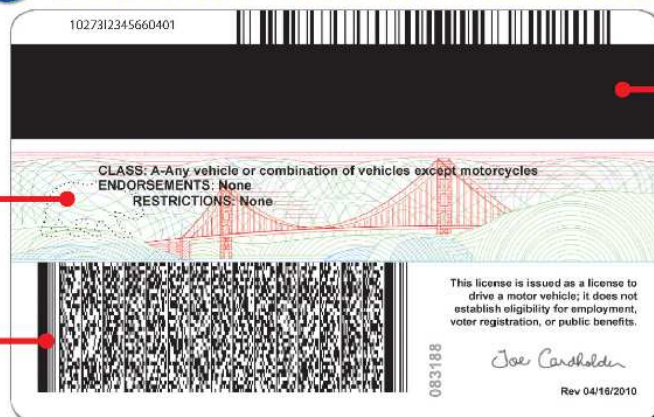 10273I2345660401
CLASS: A-Any vehicle or combination of vehicles except motorcycles
ENDORSEMENTS: None
RESTRICTIONS: None
This license is issued as a license to
drive a motor vehicle; it does not
establish eligibility for employment,
voter registration, or public benefits.
083188
Joe Cardholder
Rev 04/16/2010